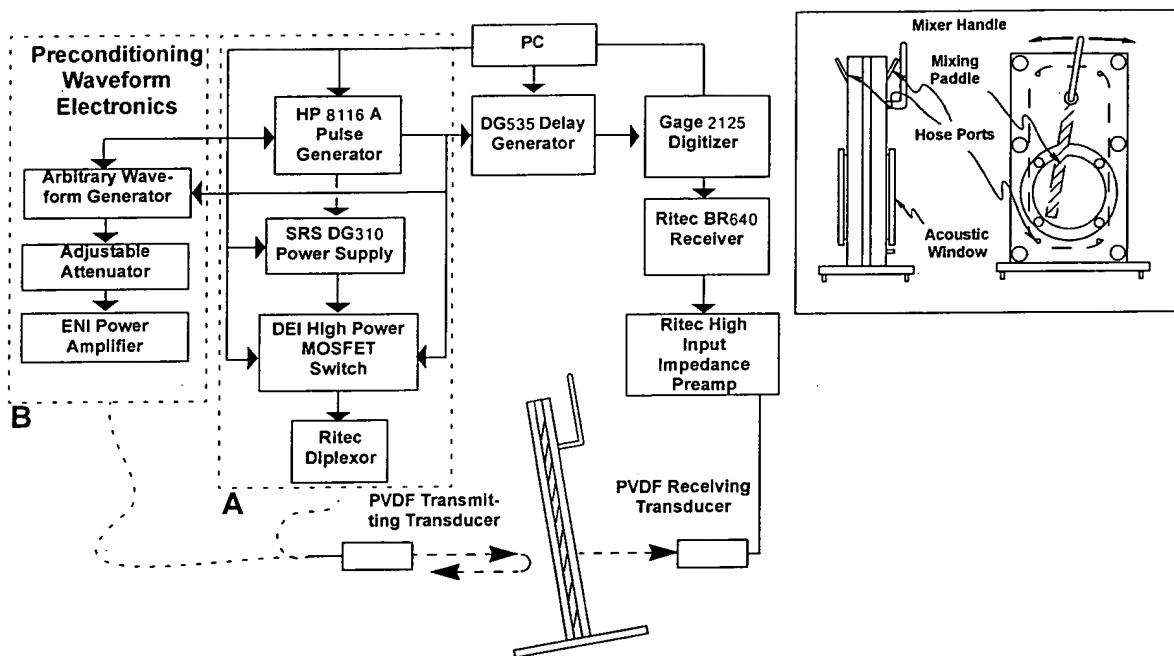 Preconditioning
Waveform
Electronics
Arbitrary Wave-
form Generator
Adjustable
Attenuator
ENI Power
Amplifier
B
HP 8116 A
Pulse
Generator
SRS DG310
Power Supply
DEI High Power
MOSFET
Switch
Ritec
Diplexor
A
PC
DG535 Delay
Generator
Gage 2125
Digitizer
Ritec BR640
Receiver
Ritec High
Input
Impedance
Preamp
PVDF Transmit-
ting Transducer
PVDF Receiving
Transducer
Mixer Handle
Mixing
Paddle
Hose Ports
Acoustic
Window